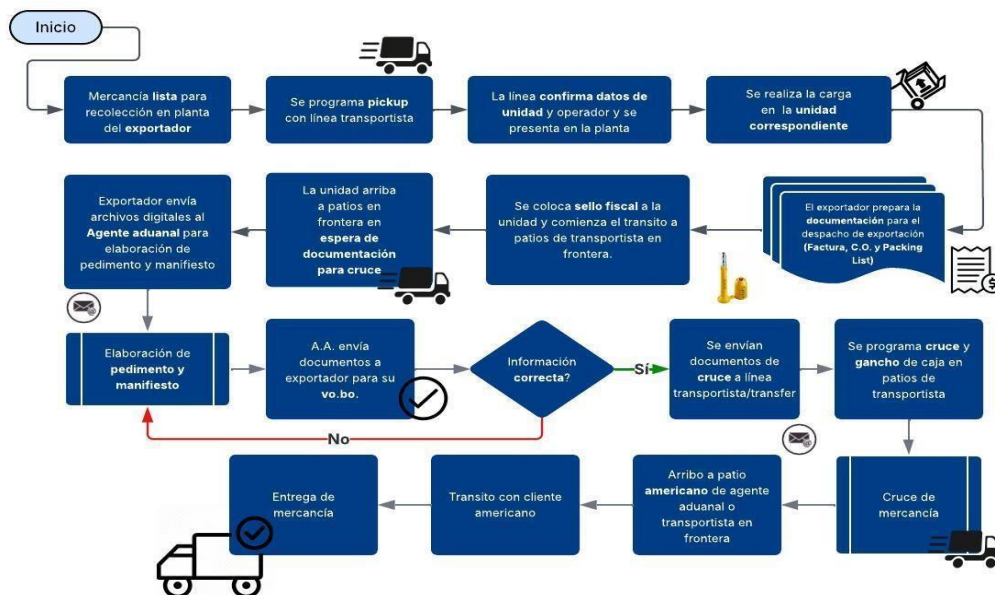 Inicio
Mercancía lista para
recolección en planta
del exportador
Se programa pickup
con línea transportista
La línea confirma datos de
unidad y operador y se
presenta en la planta
Se realiza la carga
en la unidad
correspondiente
El exportador prepara la
documentación para el
despacho de exportación
(Factura, C.O. y Packing
List)
Se coloca sello fiscal a la
unidad y comienza el transito a
patios de transportista en
frontera.
La unidad arriba
a patios en
frontera en
espera de
documentación
para cruce
Exportador envía
archivos digitales al
Agente aduanal para
elaboración de
pedimento y manifiesto
Elaboración de
pedimento y
manifiesto
A.A. envía
documentos a
exportador para su
vo.bo.
Información
correcta?
Sí
No
Se envían
documentos de
cruce a línea
transportista/transfer
Se programa cruce y
gancho de caja en
patios de
transportista
Cruce de
mercancía
Arribo a patio
americano de agente
aduanal o
transportista en
frontera
Transito con cliente
americano
Entrega de
mercancía